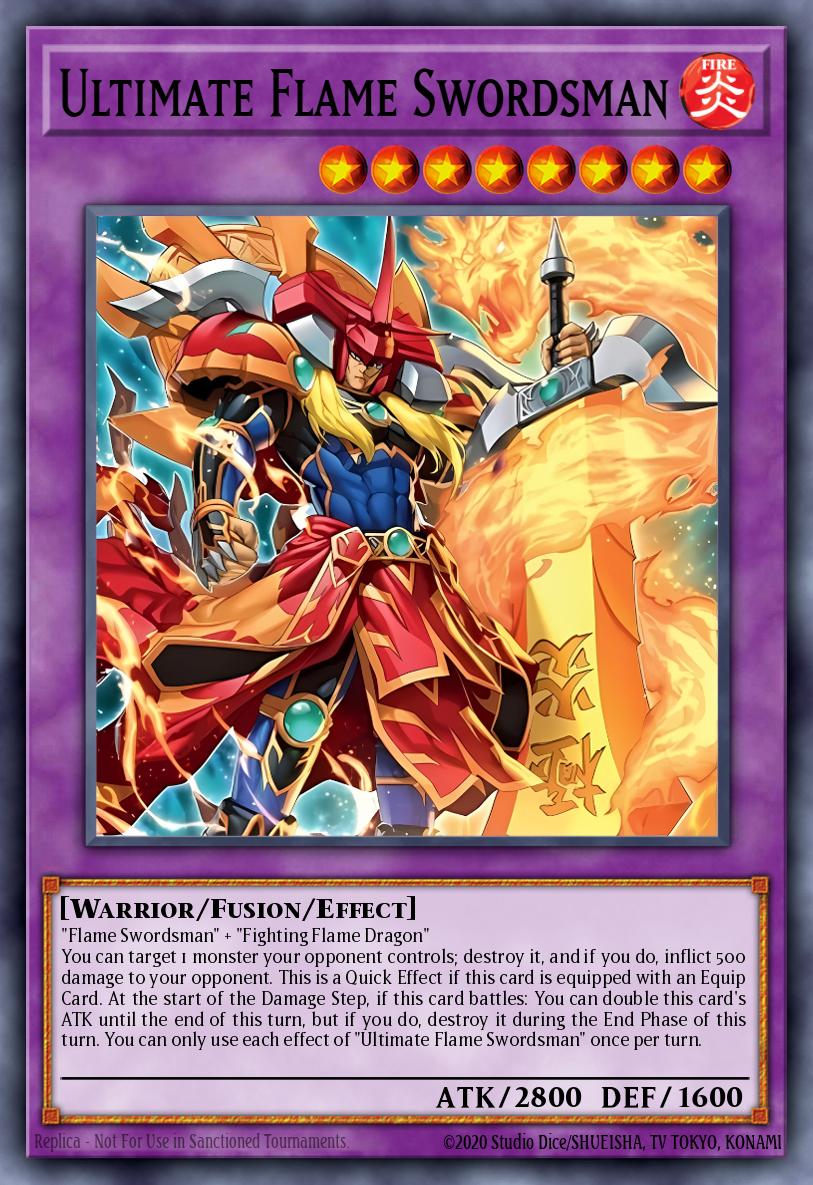 ULTIMATE FLAME SWORDSMAN
FIRE
炎
極炎
[WARRIOR/FUSION/EFFECT]
"Flame Swordsman" + "Fighting Flame Dragon"
You can target 1 monster your opponent controls; destroy it, and if you do, inflict 500
damage to your opponent. This is a Quick Effect if this card is equipped with an Equip
Card. At the start of the Damage Step, if this card battles: You can double this card's
ATK until the end of this turn, but if you do, destroy it during the End Phase of this
turn. You can only use each effect of "Ultimate Flame Swordsman" once per turn.
ATK/2800 DEF/1600
Replica - Not For Use in Sanctioned Tournaments.
©2020 Studio Dice/SHUEISHA, TV TOKYO, KONAMI